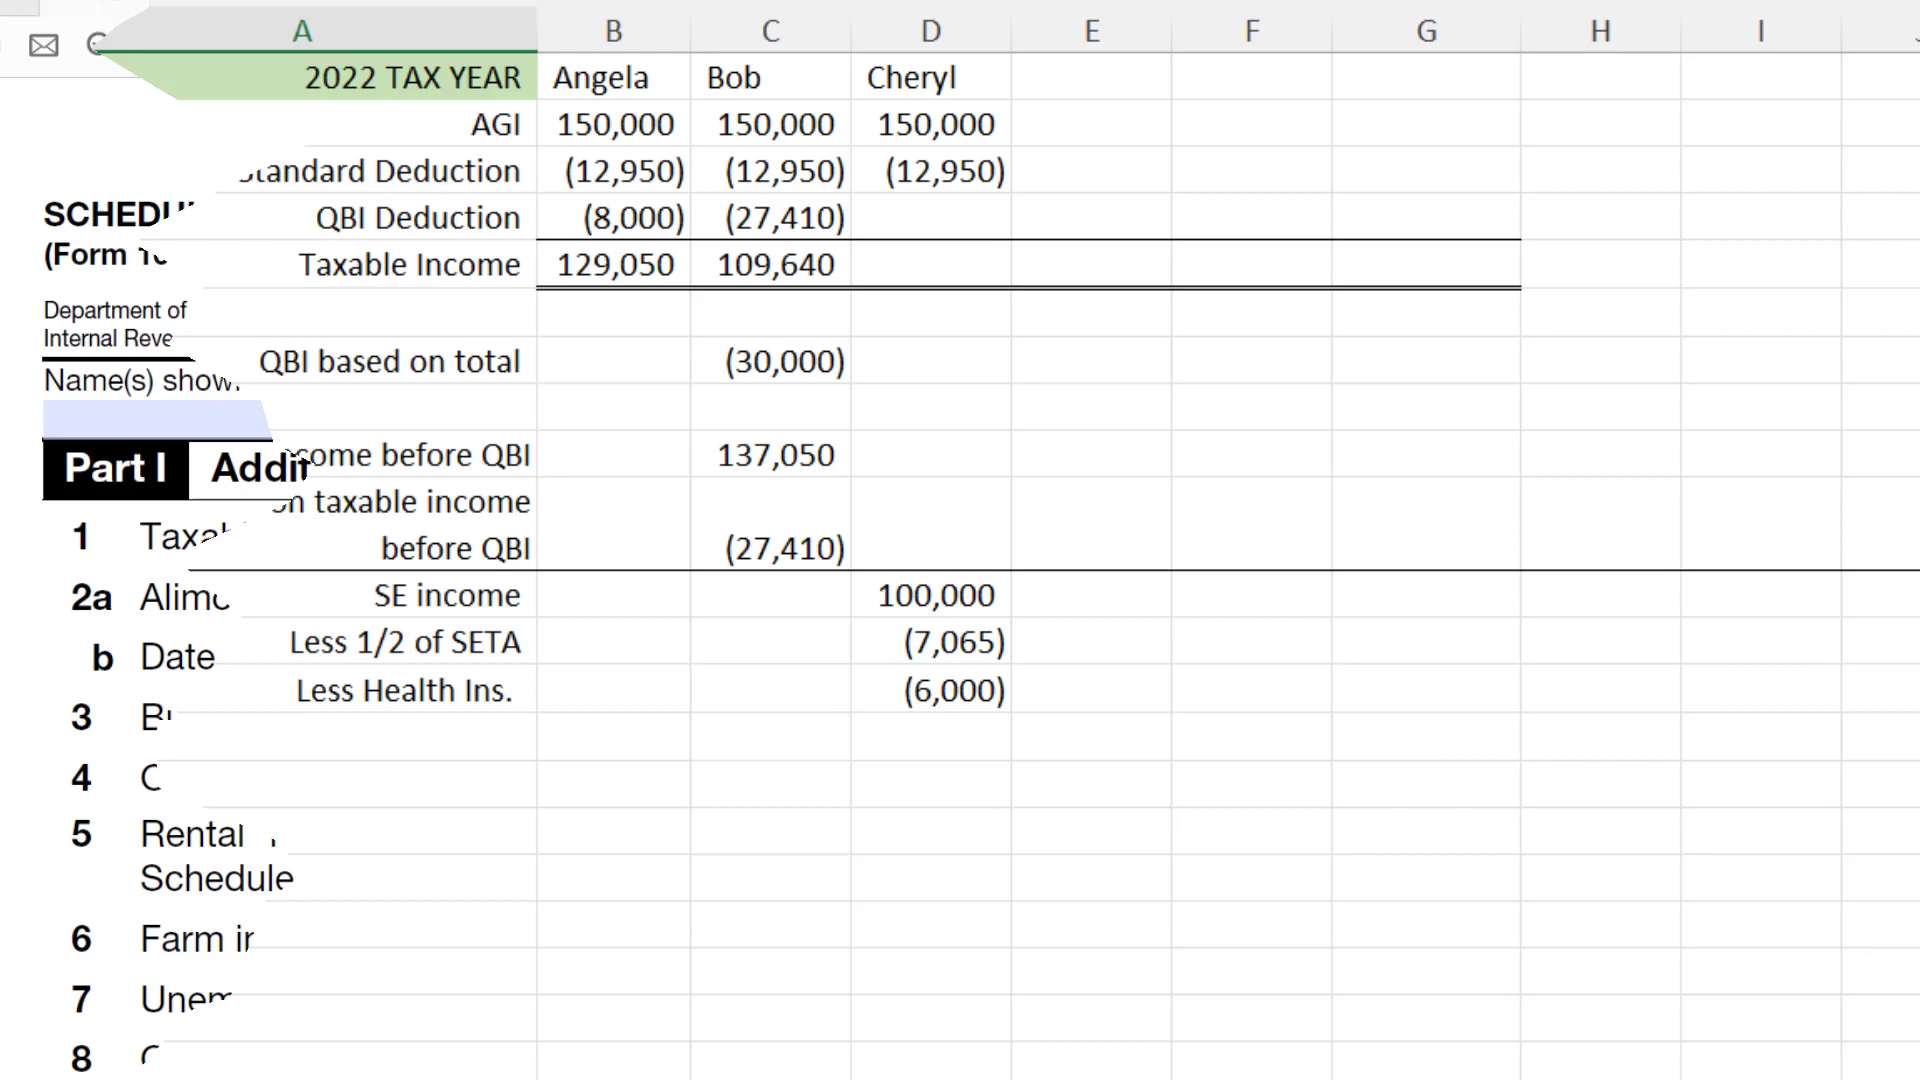 A B C D E F G H I
2022 TAX YEAR Angela Bob Cheryl
AGI 150,000 150,000 150,000
Standard Deduction (12,950) (12,950) (12,950)
QBI Deduction (8,000) (27,410)
Taxable Income 129,050 109,640
QBI based on total (30,000)
before QBI 137,050
taxable income
before QBI (27,410)
SE income 100,000
Less 1/2 of SETA (7,065)
Less Health Ins. (6,000)
(Form
Department of
Internal
Name(s)
Part I
1
2a
b Date
3
4
5 Rental
Schedule
6 Farm
7
8